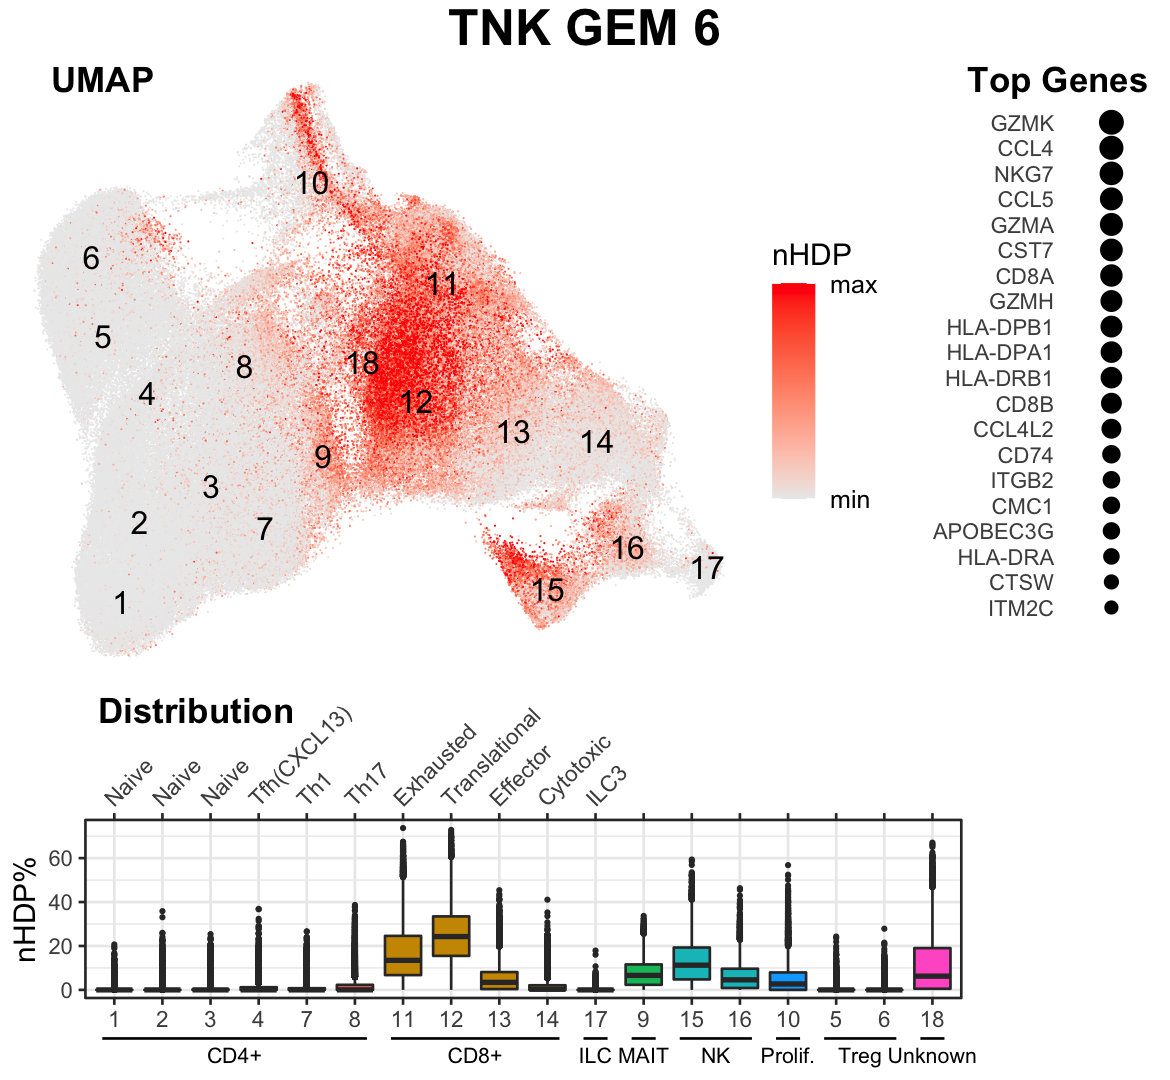 TNK GEM 6
UMAP
10
6
11
5
18
8
4
12
13
14
9
3
2
7
16
17
15
1
nHDP
max
min
Top Genes
GZMK
CCL4
NKG7
CCL5
GZMA
CST7
CD8A
GZMH
HLA-DPB1
HLA-DPA1
HLA-DRB1
CD8B
CCL4L2
CD74
ITGB2
CMC1
APOBEC3G
HLA-DRA
CTSW
ITM2C
Distribution
Naive
Naive
Naive
Tfh(CXCL13)
Th1
Th17
Exhausted
Translational
Effector
Cytotoxic
ILC3
nHDP%
60
40
20
0
1 2 3 4 7 8 11 12 13 14 17 9 15 16 10 5 6 18
CD4+ CD8+ ILC MAIT NK Prolif. Treg Unknown